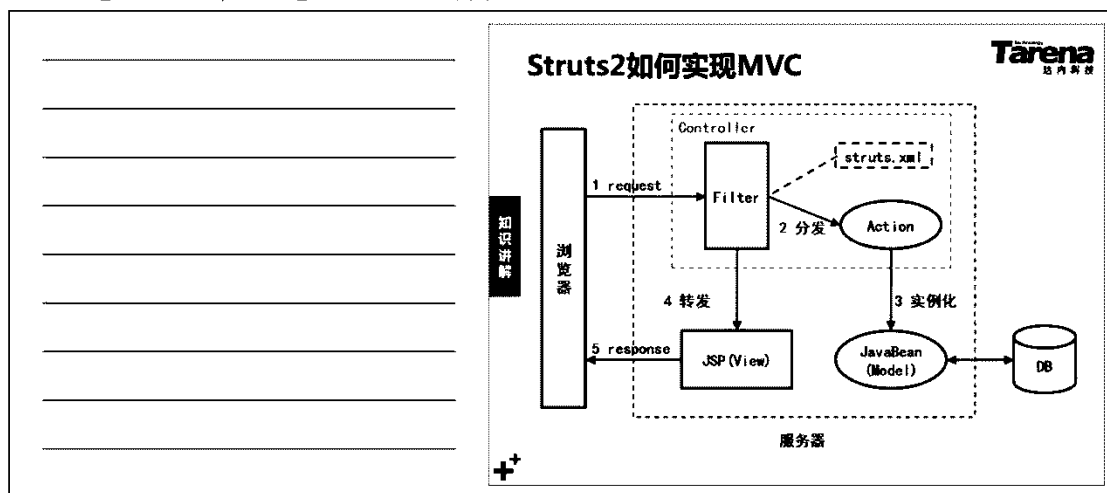 Struts2如何实现MVC
Tarena
达内科技
知识讲解
浏览器
Controller
struts.xml
1 request
Filter
2 分发
Action
4 转发
3 实例化
5 response
JSP(View)
JavaBean
(Model)
DB
服务器